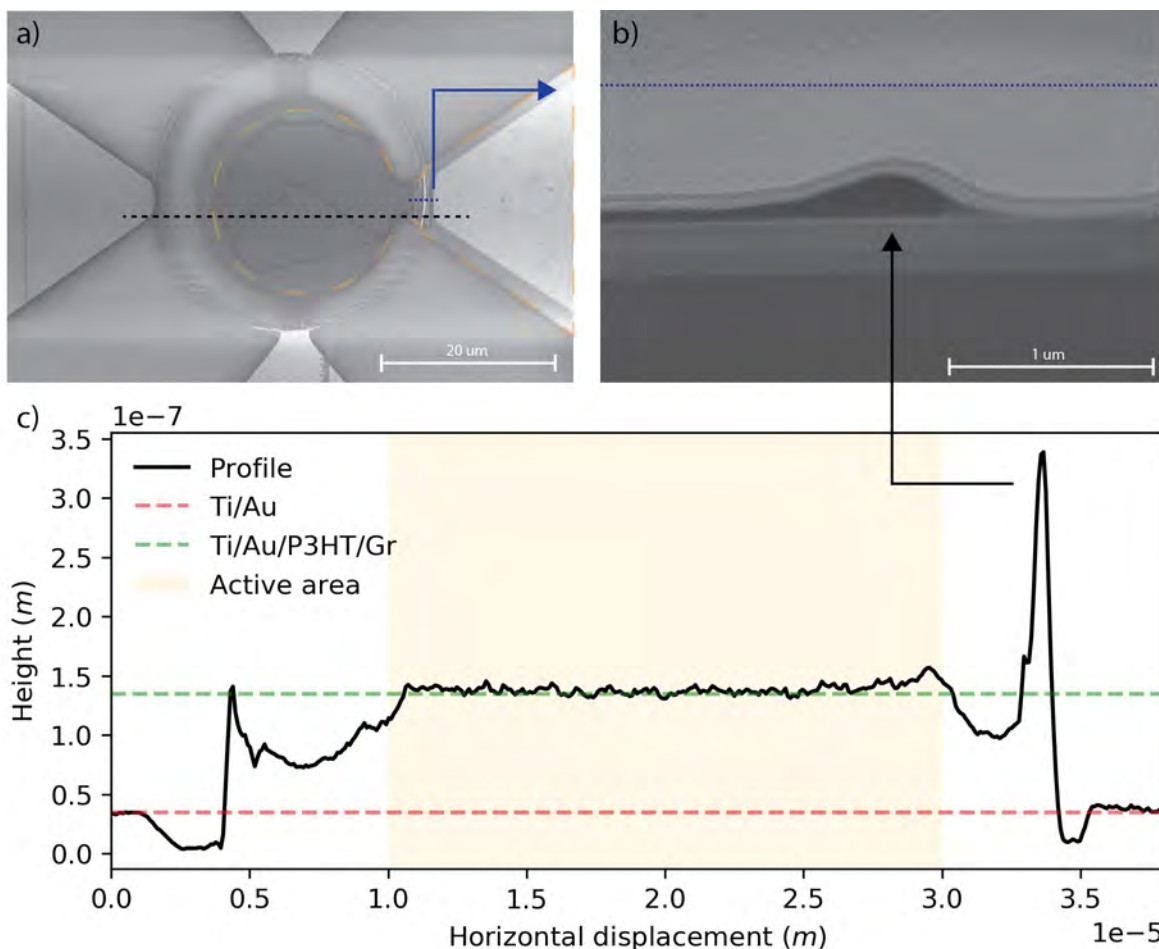 a)
20 um
b)
1 um
c)
1e−7
3.5
3.0
2.5
2.0
1.5
1.0
0.5
0.0
Height (m)
Profile
Ti/Au
Ti/Au/P3HT/Gr
Active area
0.0 0.5 1.0 1.5 2.0 2.5 3.0 3.5
1e−5
Horizontal displacement (m)